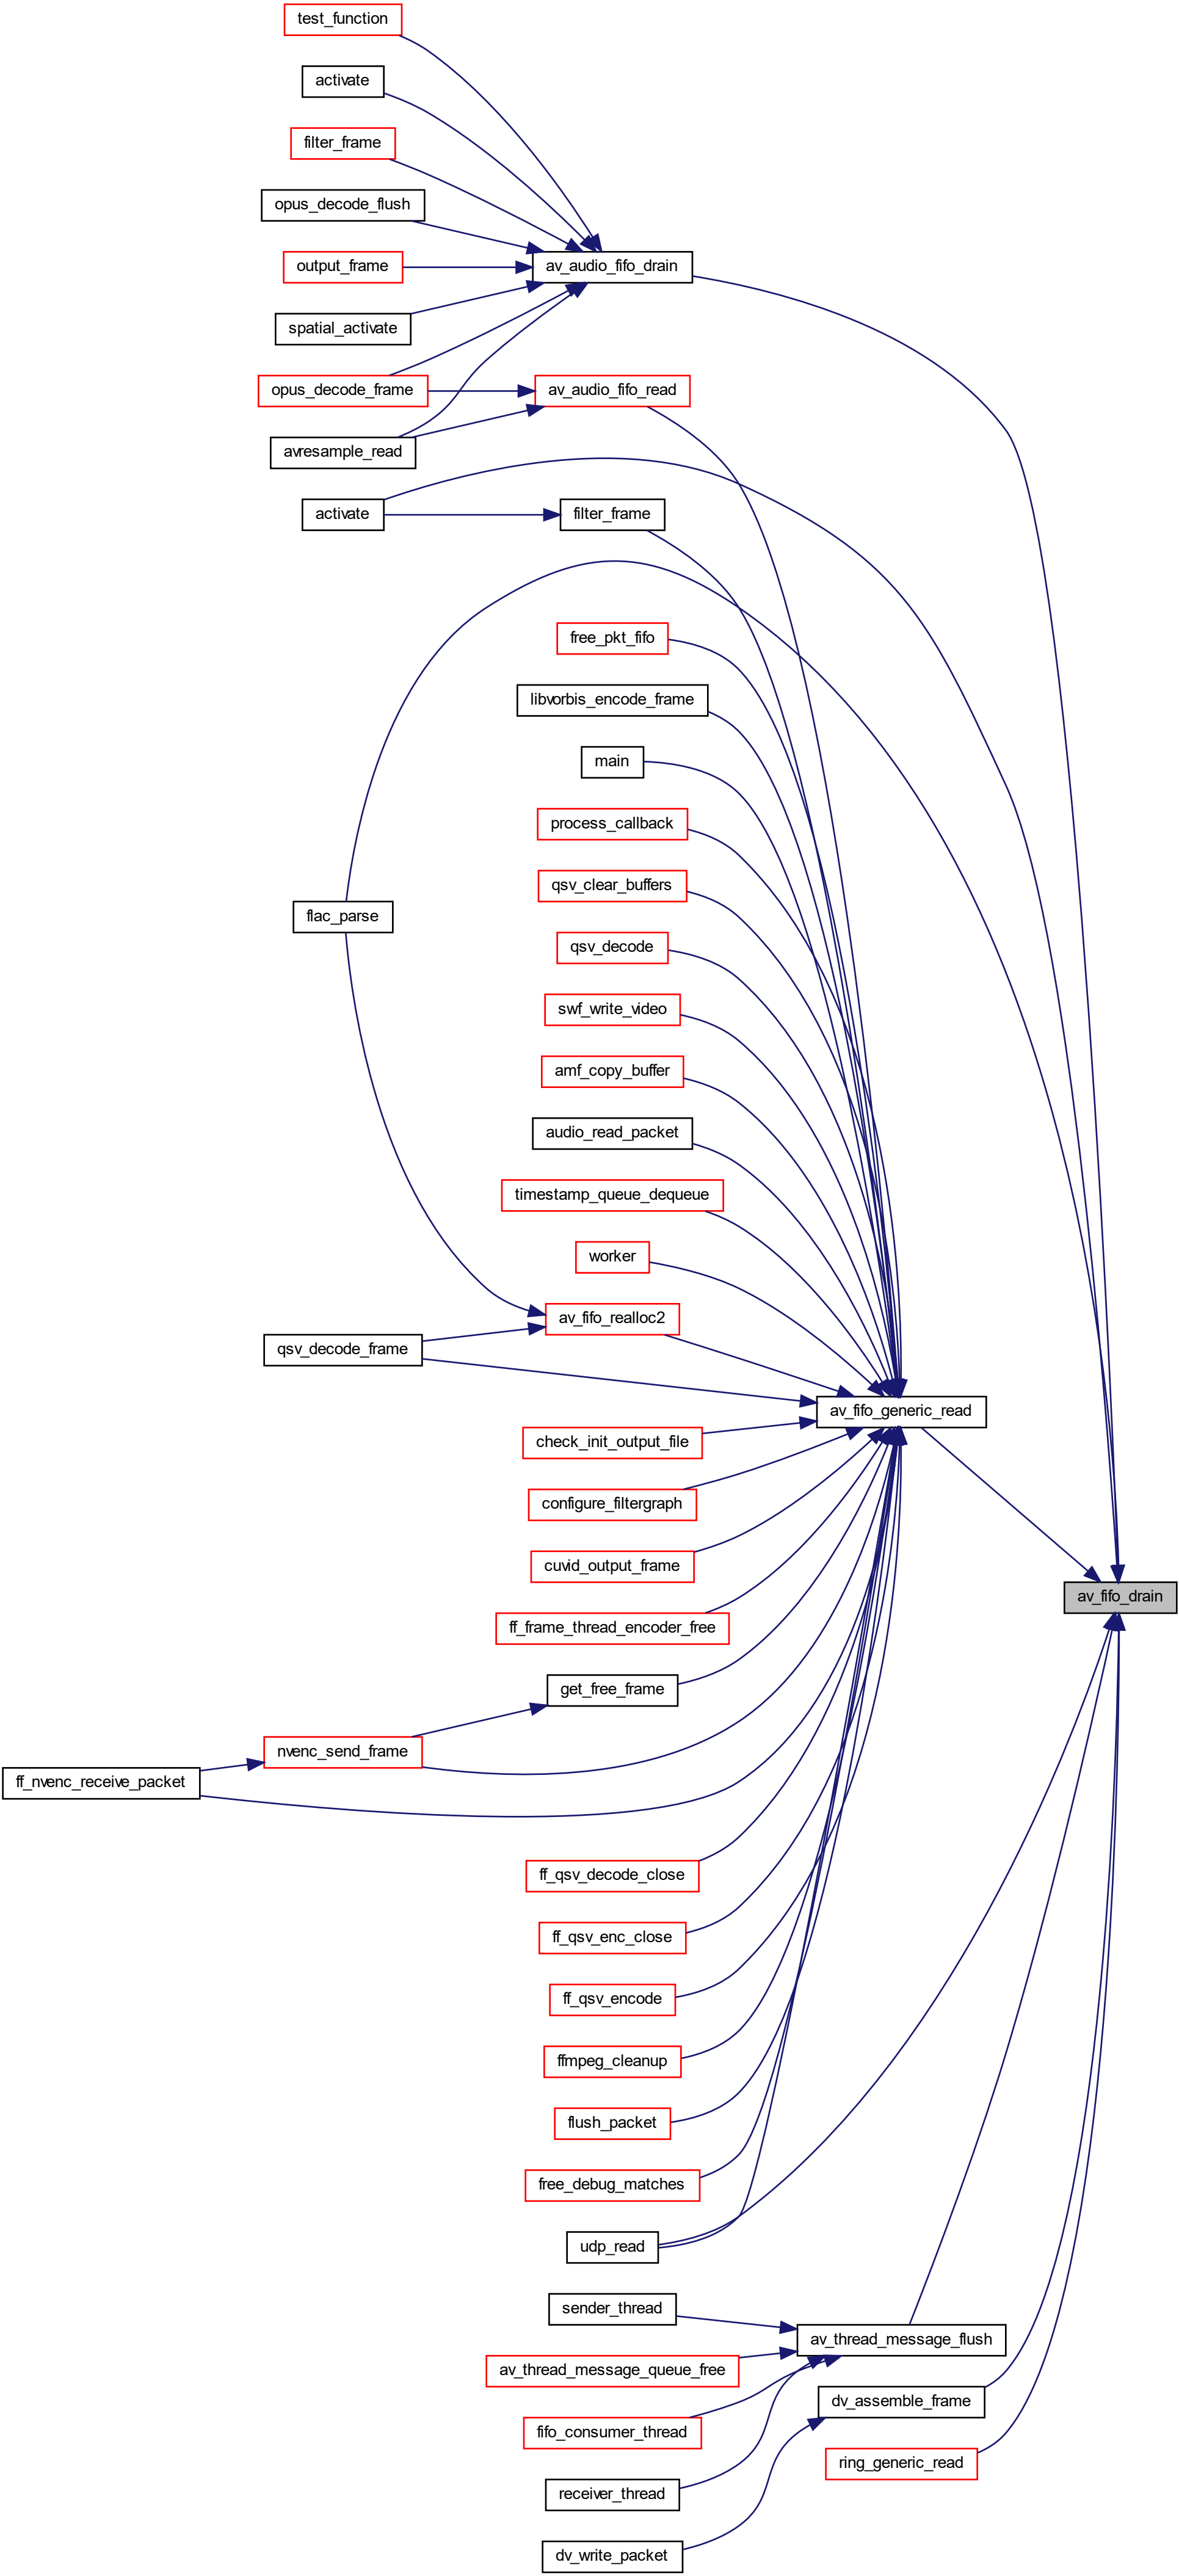 test_function
activate
filter_frame
opus_decode_flush
av_audio_fifo_drain
output_frame
spatial_activate
opus_decode_frame
av_audio_fifo_read
avresample_read
activate
filter_frame
free_pkt_fifo
libvorbis_encode_frame
main
process_callback
qsv_clear_buffers
flac_parse
qsv_decode
swf_write_video
amf_copy_buffer
audio_read_packet
timestamp_queue_dequeue
worker
av_fifo_realloc2
qsv_decode_frame
av_fifo_generic_read
check_init_output_file
configure_filtergraph
cuvid_output_frame
av_fifo_drain
ff_frame_thread_encoder_free
get_free_frame
nvenc_send_frame
ff_nvenc_receive_packet
ff_qsv_decode_close
ff_qsv_enc_close
ff_qsv_encode
ffmpeg_cleanup
flush_packet
free_debug_matches
udp_read
sender_thread
av_thread_message_flush
av_thread_message_queue_free
dv_assemble_frame
fifo_consumer_thread
ring_generic_read
receiver_thread
dv_write_packet